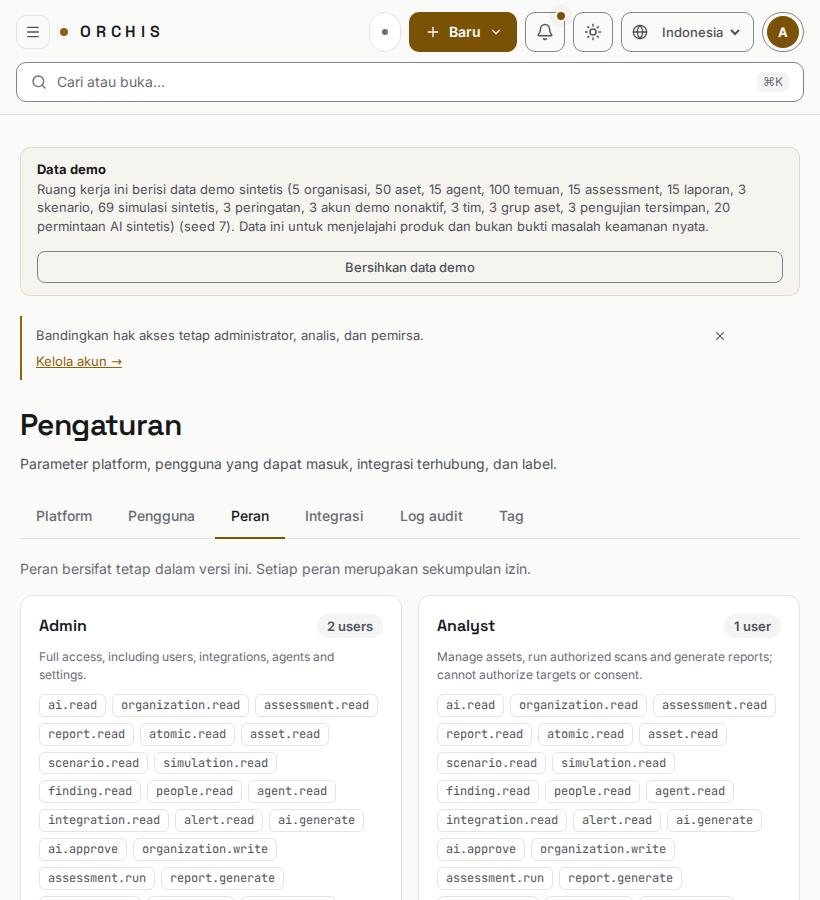 ORCHIS
Baru
Indonesia
A
Cari atau buka...
⌘K
Data demo
Ruang kerja ini berisi data demo sintetis (5 organisasi, 50 aset, 15 agent, 100 temuan, 15 assessment, 15 laporan, 3
skenario, 69 simulasi sintetis, 3 peringatan, 3 akun demo nonaktif, 3 tim, 3 grup aset, 3 pengujian tersimpan, 20
permintaan AI sintetis) (seed 7). Data ini untuk menjelajahi produk dan bukan bukti masalah keamanan nyata.
Bersihkan data demo
Bandingkan hak akses tetap administrator, analis, dan pemirsa.
Kelola akun →
Pengaturan
Parameter platform, pengguna yang dapat masuk, integrasi terhubung, dan label.
Platform Pengguna Peran Integrasi Log audit Tag
Peran bersifat tetap dalam versi ini. Setiap peran merupakan sekumpulan izin.
Admin 2 users
Full access, including users, integrations, agents and
settings.
ai.read organization.read assessment.read
report.read atomic.read asset.read
scenario.read simulation.read
finding.read people.read agent.read
integration.read alert.read ai.generate
ai.approve organization.write
assessment.run report.generate
Analyst 1 user
Manage assets, run authorized scans and generate reports;
cannot authorize targets or consent.
ai.read organization.read assessment.read
report.read atomic.read asset.read
scenario.read simulation.read
finding.read people.read agent.read
integration.read alert.read ai.generate
ai.approve organization.write
assessment.run report.generate